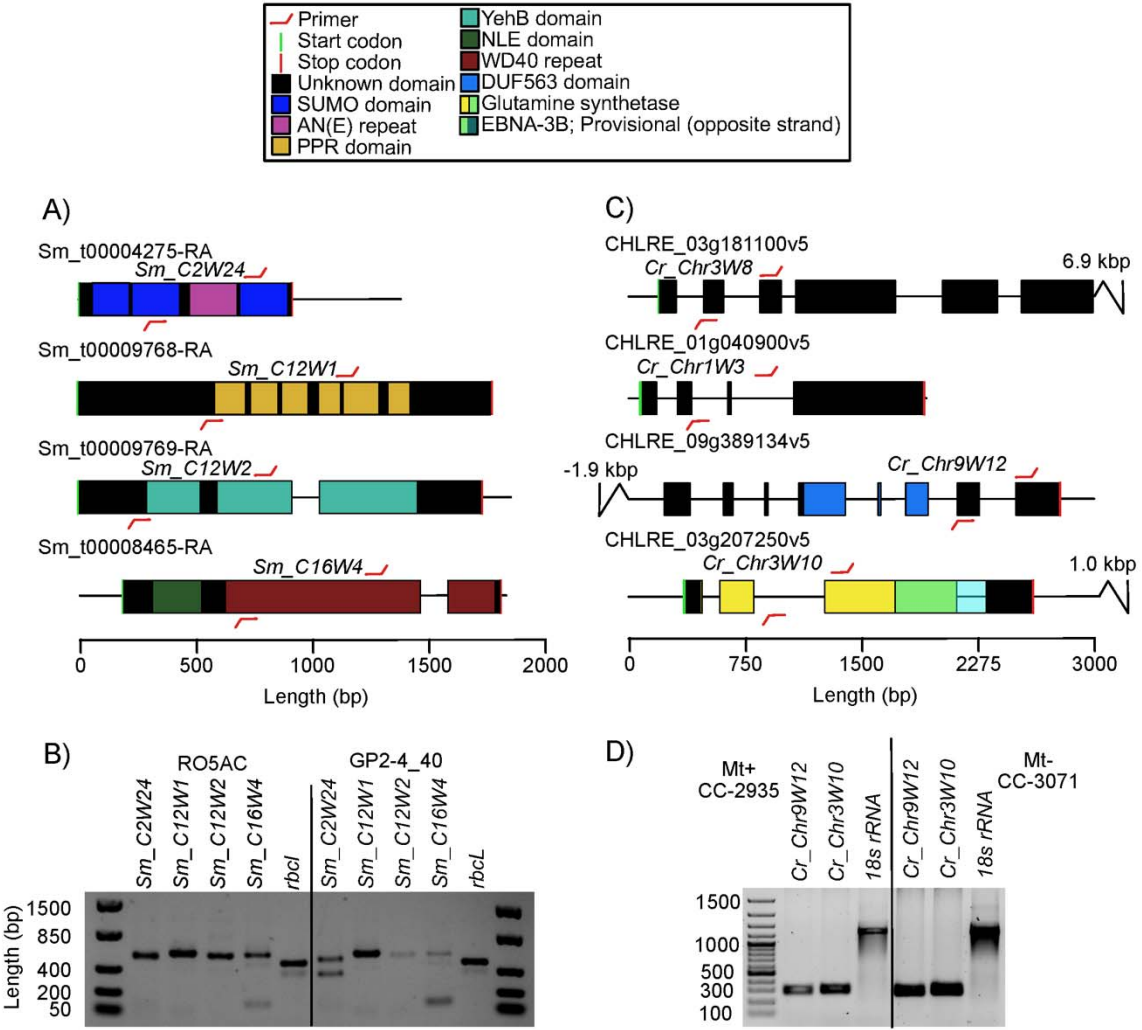 Primer
Start codon
Stop codon
Unknown domain
SUMO domain
AN(E) repeat
PPR domain
YehB domain
NLE domain
WD40 repeat
DUF563 domain
Glutamine synthetase
EBNA-3B; Provisional (opposite strand)
A)
Sm_t00004275-RA
Sm_C2W24
Sm_t00009768-RA
Sm_C12W1
Sm_t00009769-RA
Sm_C12W2
Sm_t00008465-RA
Sm_C16W4
0 500 1000 1500 2000
Length (bp)
C)
CHLRE_03g181100v5
Cr_Chr3W8
6.9 kbp
CHLRE_01g040900v5
Cr_Chr1W3
CHLRE_09g389134v5
-1.9 kbp
Cr_Chr9W12
CHLRE_03g207250v5
Cr_Chr3W10
1.0 kbp
0 750 1500 2275 3000
Length (bp)
B)
RO5AC
GP2-4_40
Sm_C2W24
Sm_C12W1
Sm_C12W2
Sm_C16W4
rbcl
Sm_C2W24
Sm_C12W1
Sm_C12W2
Sm_C16W4
rbcL
Length (bp)
1500
850
400
200
50
D)
Mt+
CC-2935
Mt-
CC-3071
Cr_Chr9W12
Cr_Chr3W10
18s rRNA
Cr_Chr9W12
Cr_Chr3W10
18s rRNA
1500
1000
500
300
100